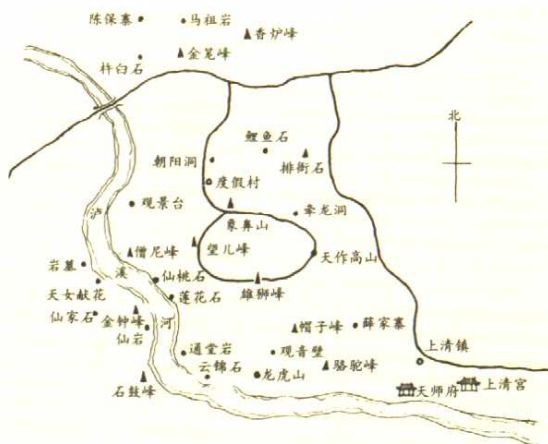 陈保寨
马祖岩
香炉峰
杵臼石
金笼峰
北
鲤鱼石
朝阳洞
排衙石
度假村
泸
观景台
象鼻山
牵龙洞
僧尼峰
望儿峰
岩墓
溪
仙桃石
天作高山
天女献花
莲花石
雄狮峰
仙家石
金钟峰
河
帽子峰
薛家寨
仙岩
上清镇
通堂岩
观音壁
石鼓峰
云锦石
龙虎山
骆驼峰
天师府
上清宫